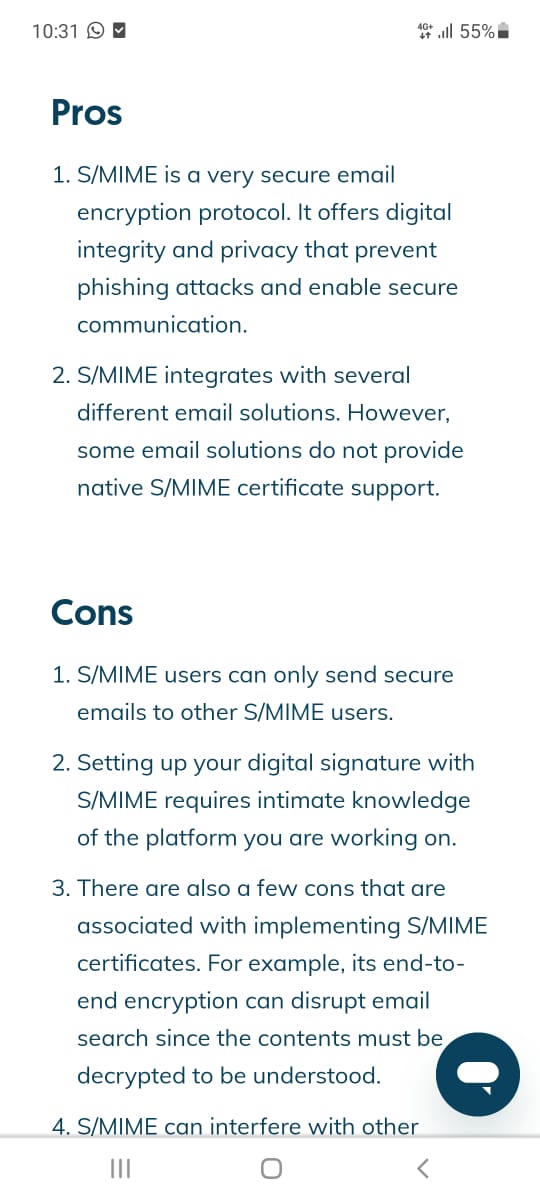 10:31 4G+ 55%
Pros
1. S/MIME is a very secure email
encryption protocol. It offers digital
integrity and privacy that prevent
phishing attacks and enable secure
communication.
2. S/MIME integrates with several
different email solutions. However,
some email solutions do not provide
native S/MIME certificate support.
Cons
1. S/MIME users can only send secure
emails to other S/MIME users.
2. Setting up your digital signature with
S/MIME requires intimate knowledge
of the platform you are working on.
3. There are also a few cons that are
associated with implementing S/MIME
certificates. For example, its end-to-
end encryption can disrupt email
search since the contents must be
decrypted to be understood.
4. S/MIME can interfere with other